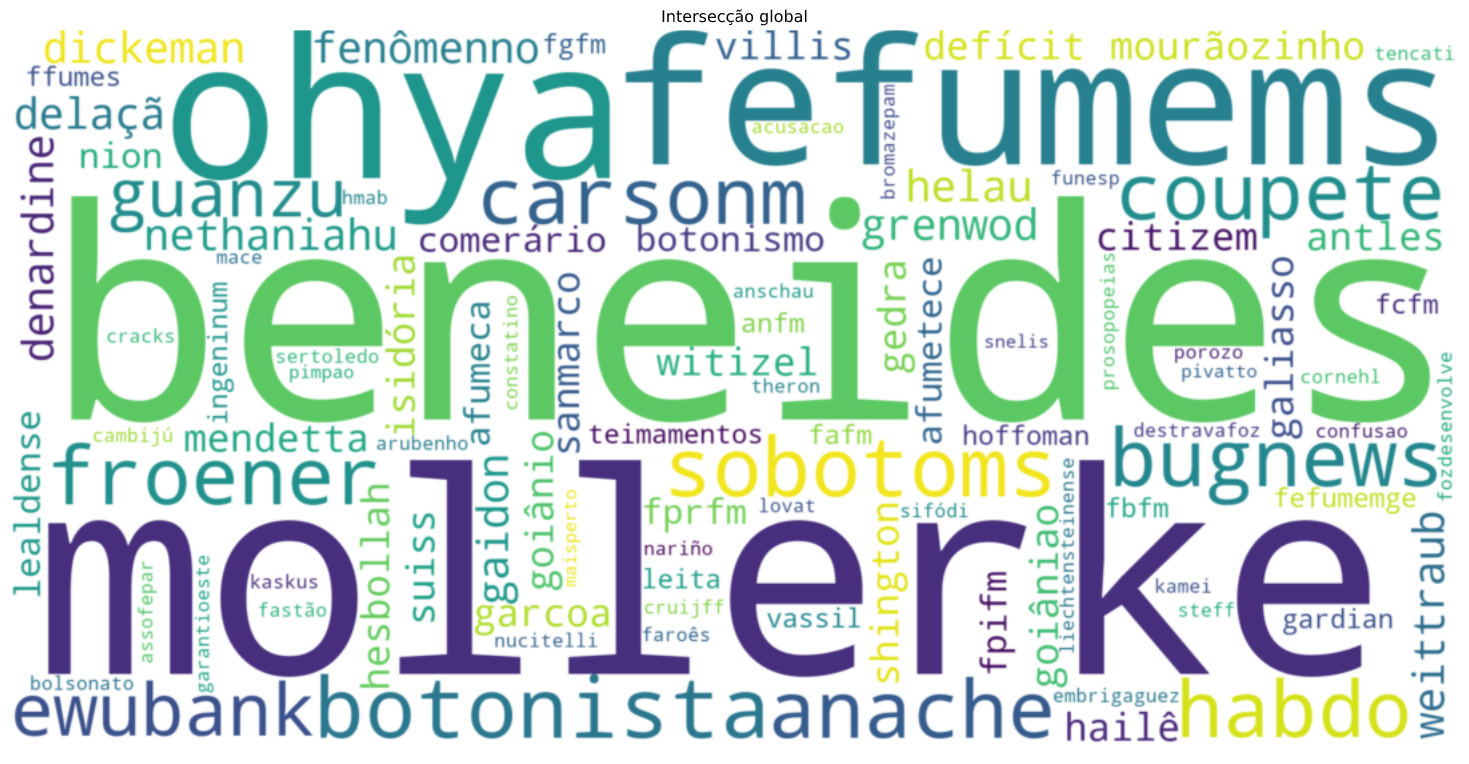 Intersecção global
dickeman
fenômenno
fgfm
villis
defícit
mourãozinho
tencati
ffumes
ohya
fefumems
delaçã
bromazepam
acusacao
nion
denardine
guanzu
hmab
carsonm
helau
funesp
coupete
nethaniahu
comerário
botonismo
grenwod
citizem
antles
mace
beneides
isidória
sanmarco
anschau
gedra
afumetece
prosopopeias
galiasso
fcfm
ingeninum
afumeca
constatino
anfm
cracks
sertoledo
pimpao
witizel
theron
snelis
porozo
pivatto
cornehl
fozdesenvolve
cambijú
mendetta
arubenho
teimamentos
fafm
hoffoman
destravafoz
confusao
lealdense
froener
hesbollah
suiss
gaidon
goiânio
sobotoms
bugnews
mollerke
maisperto
fprfm
lovat
shington
sifódi
goiâniao
liechtensteinense
fbfm
fefumemge
weittraub
assofepar
garantioeste
kaskus
fastão
nariño
leita
cruijff
faroês
garcoa
nucitelli
vassil
fpifm
kamei
steff
gardian
bolsonato
ewubank
botonista
anache
embrigaguez
hailê
habdo